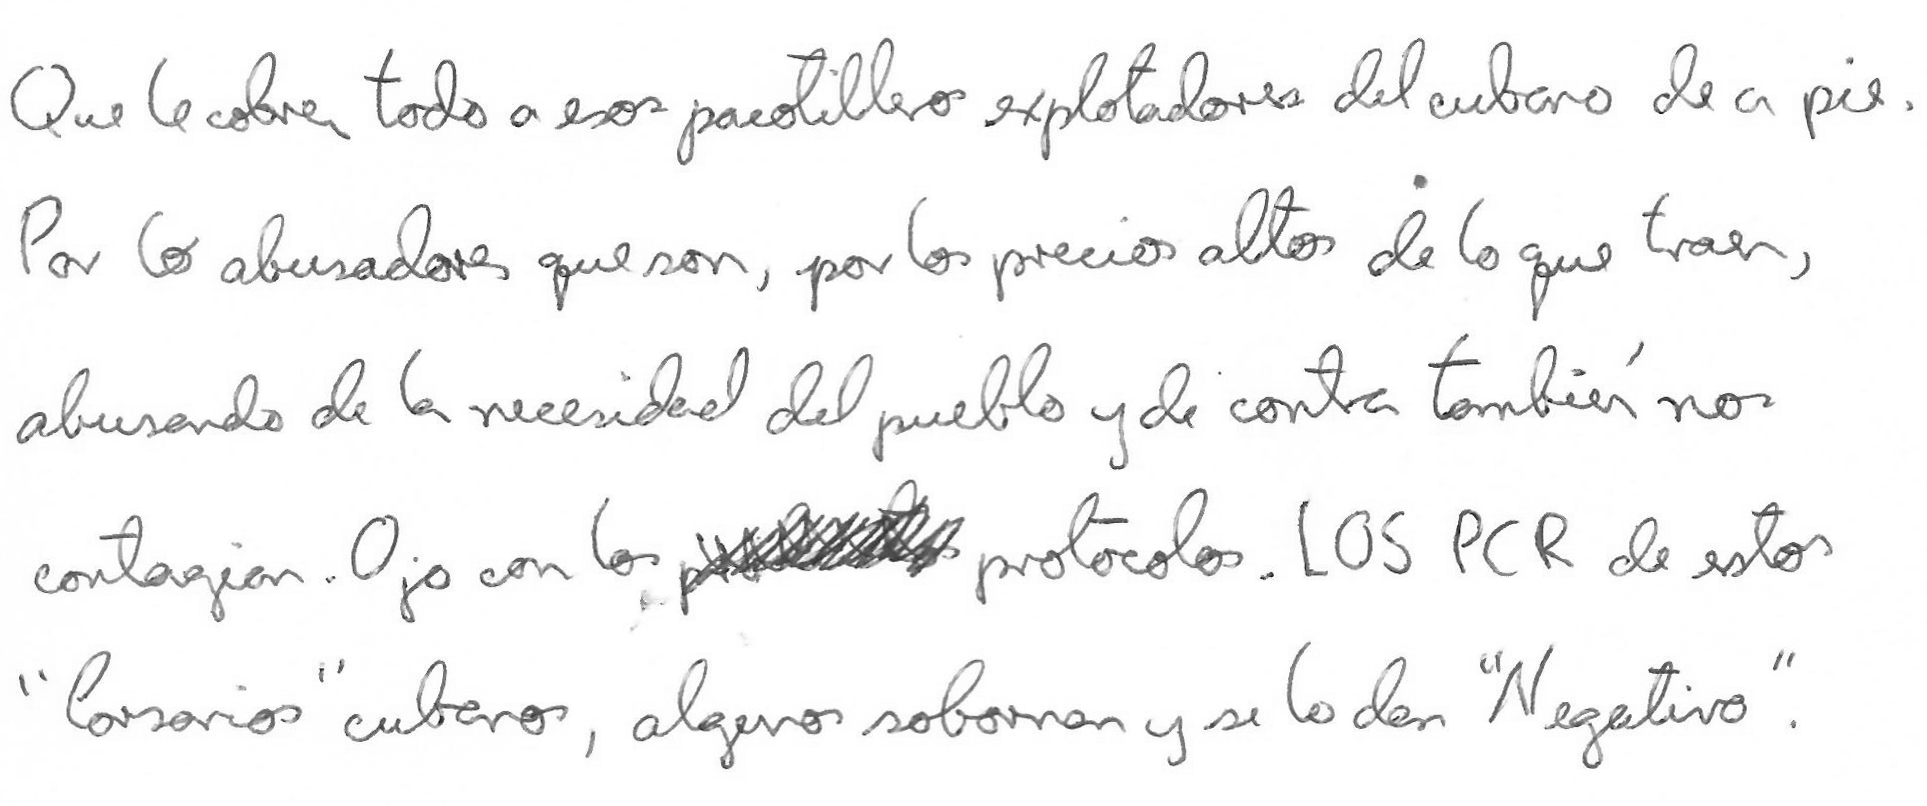 Que le cobren todo a esos pacotilleros explotadores del cubano de a pie.
Por lo abusadores que son, por los precios altos de lo que traen,
abusando de la necesidad del pueblo y de contra también nos
contagian. Ojo con los protocolos. LOS PCR de estos
"Corsarios" cubanos, algunos sobornan y se lo dan "Negativo".